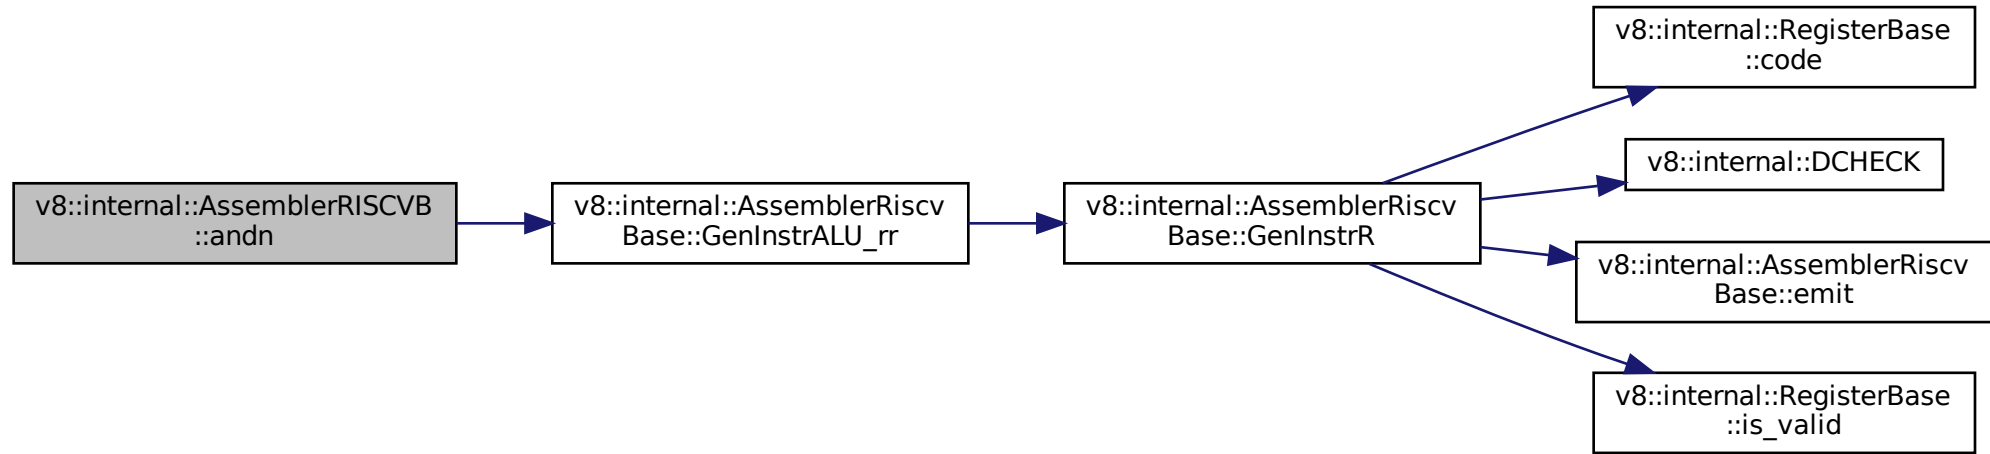 v8::internal::RegisterBase
::code
v8::internal::DCHECK
v8::internal::AssemblerRISCVB
::andn
v8::internal::AssemblerRiscv
Base::GenInstrALU_rr
v8::internal::AssemblerRiscv
Base::GenInstrR
v8::internal::AssemblerRiscv
Base::emit
v8::internal::RegisterBase
::is_valid